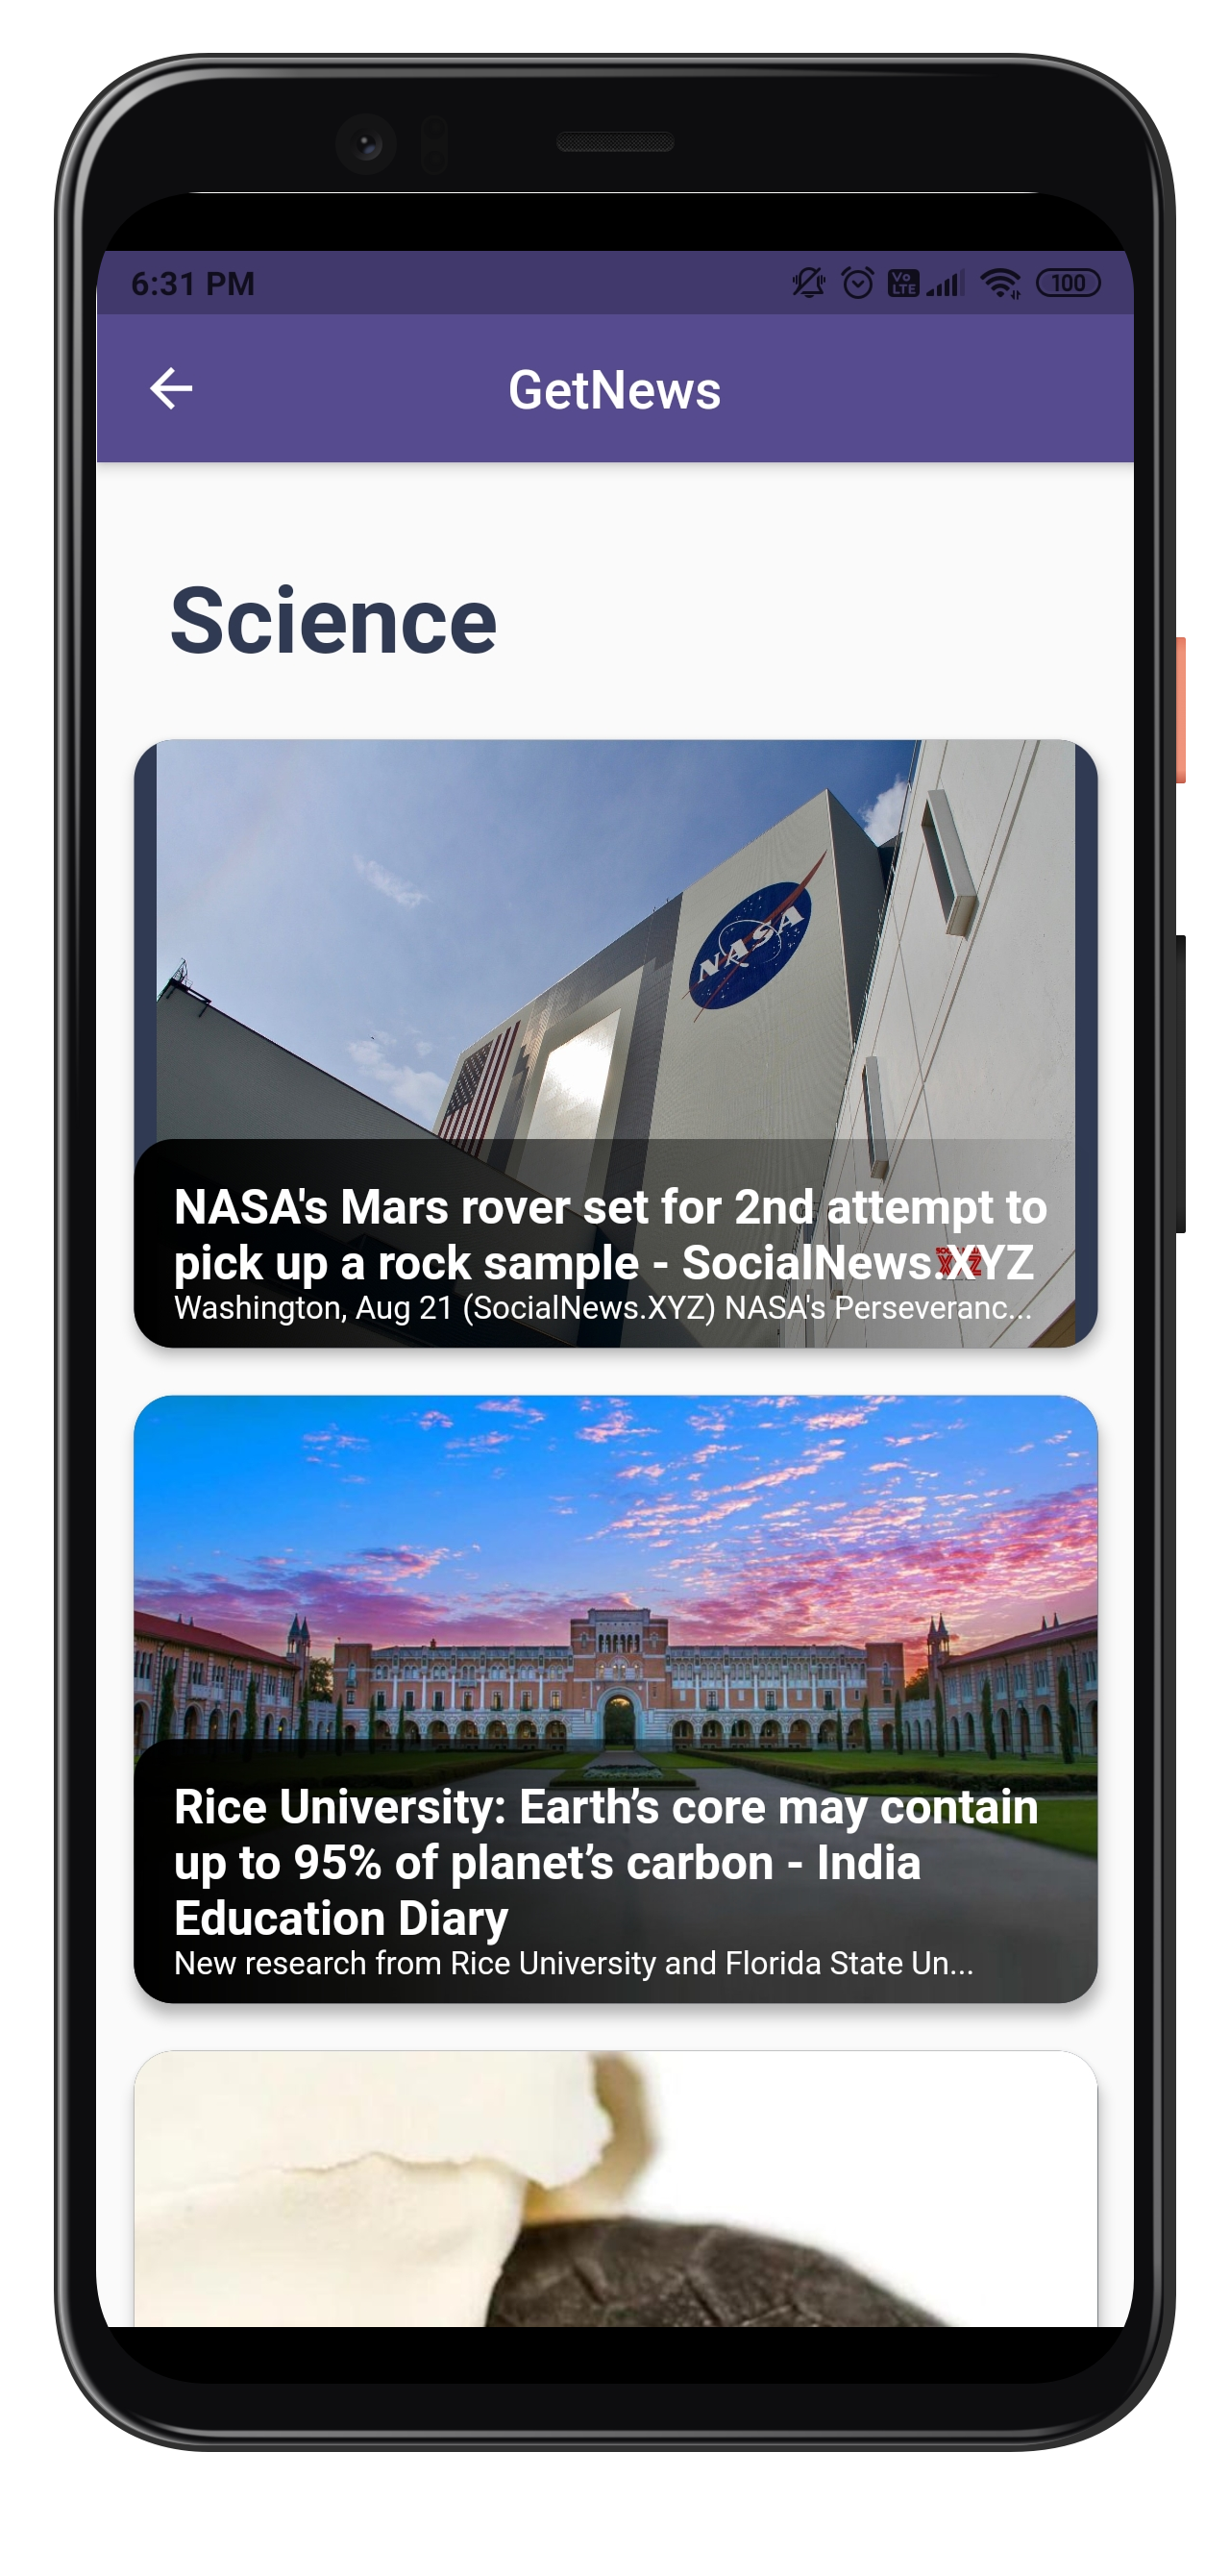 6:31 PM
Vo
LTE
100
GetNews
Science
NASA
NASA's Mars rover set for 2nd attempt to
pick up a rock sample - SocialNews.XYZ
Washington, Aug 21 (SocialNews.XYZ) NASA's Perseveranc...
Rice University: Earth’s core may contain
up to 95% of planet’s carbon - India
Education Diary
New research from Rice University and Florida State Un...